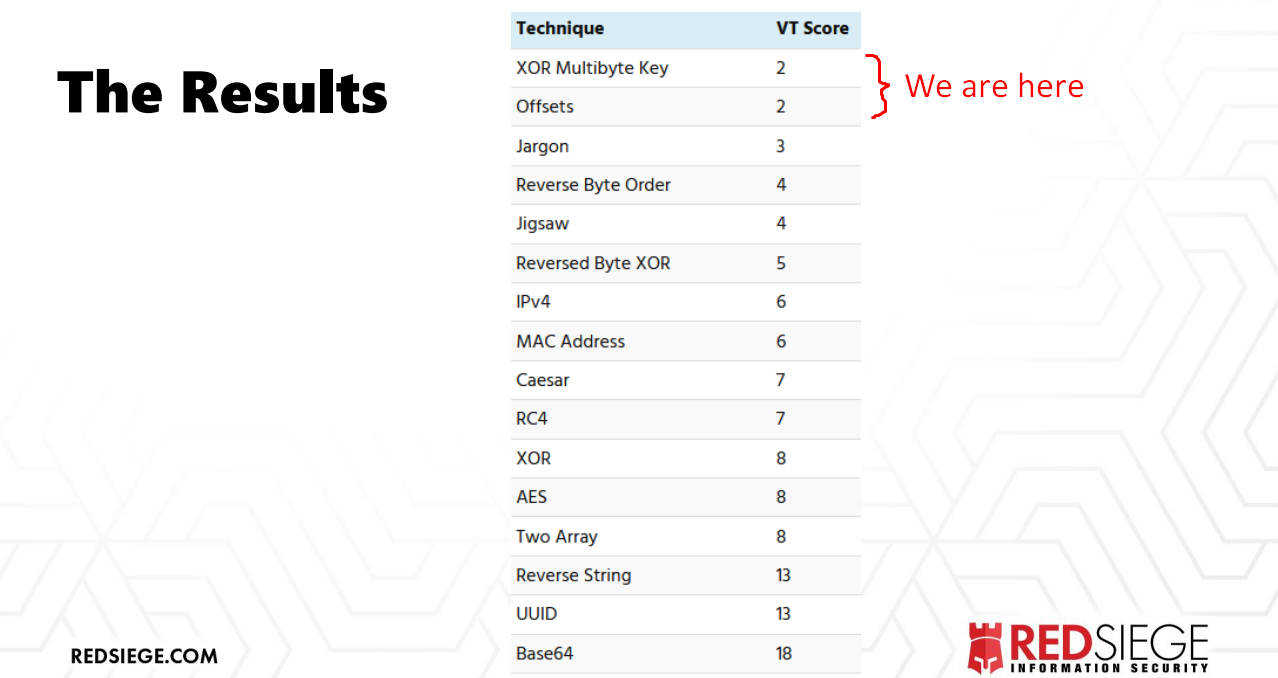 The Results
Technique VT Score
XOR Multibyte Key 2
Offsets 2
We are here
Jargon 3
Reverse Byte Order 4
Jigsaw 4
Reversed Byte XOR 5
IPv4 6
MAC Address 6
Caesar 7
RC4 7
XOR 8
AES 8
Two Array 8
Reverse String 13
UUID 13
Base64 18
REDSIEGE.COM
REDSIEGE
INFORMATION SECURITY